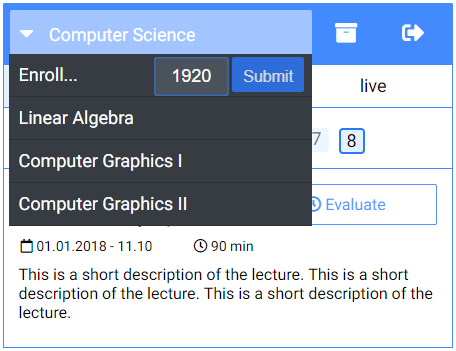 Computer Science
Enroll... 1920 Submit
live
Linear Algebra
7 8
Computer Graphics I
Computer Graphics II
Evaluate
01.01.2018 - 11.10 90 min
This is a short description of the lecture. This is a short
description of the lecture. This is a short description of the
lecture.